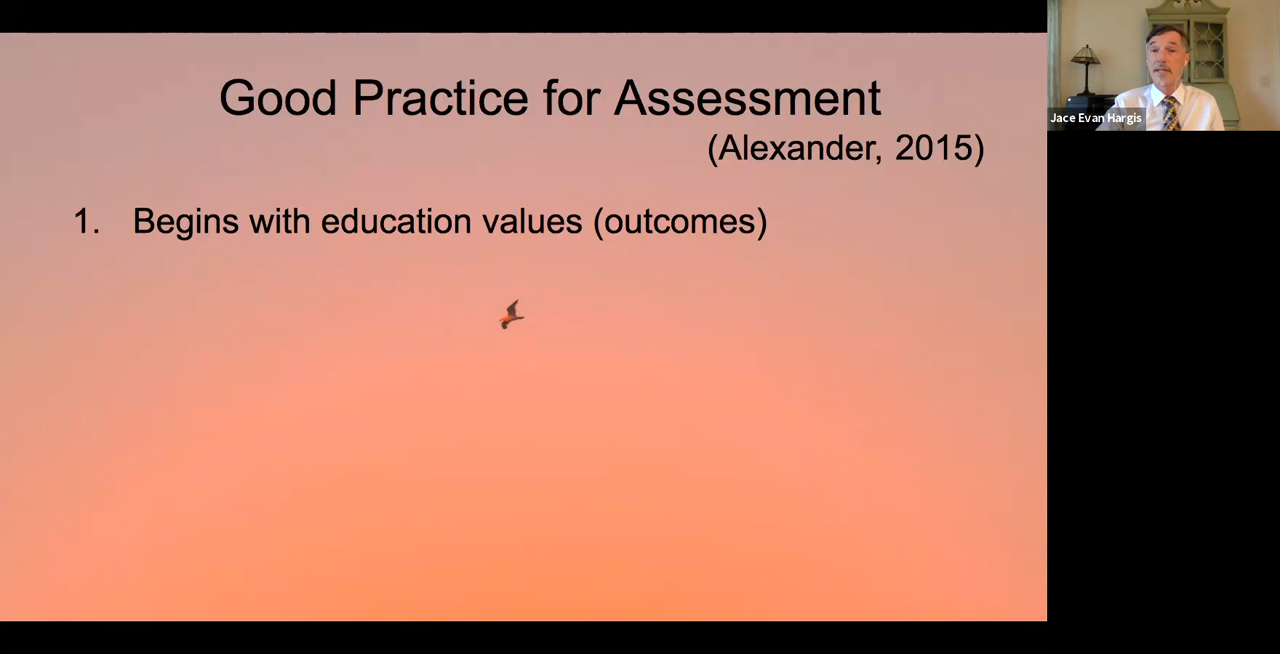 Good Practice for Assessment
(Alexander, 2015)
1. Begins with education values (outcomes)
Jace Evan Hargis